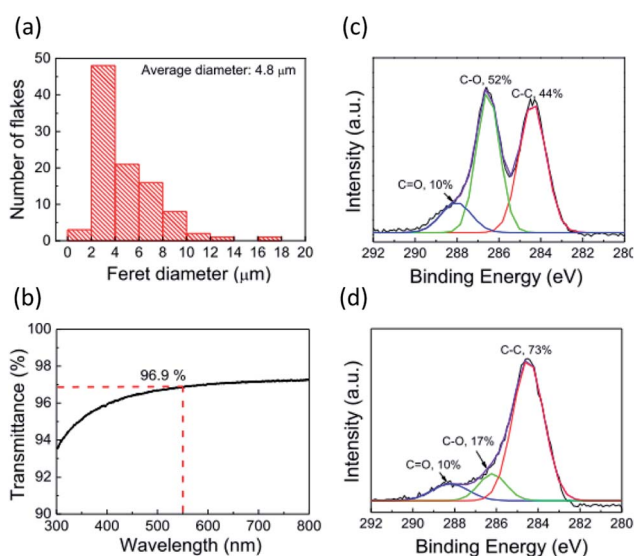 (a)
Average diameter: 4.8 μm
50
40
30
20
10
0
Number of flakes
0 2 4 6 8 10 12 14 16 18 20
Feret diameter (μm)
(b)
100
98
96
94
92
90
Transmittance (%)
96.9 %
300 400 500 600 700 800
Wavelength (nm)
(c)
C-O, 52%
C-C, 44%
C=O, 10%
Intensity (a.u.)
292 290 288 286 284 282 280
Binding Energy (eV)
(d)
C-C, 73%
C-O, 17%
C=O, 10%
Intensity (a.u.)
292 290 288 286 284 282 280
Binding Energy (eV)